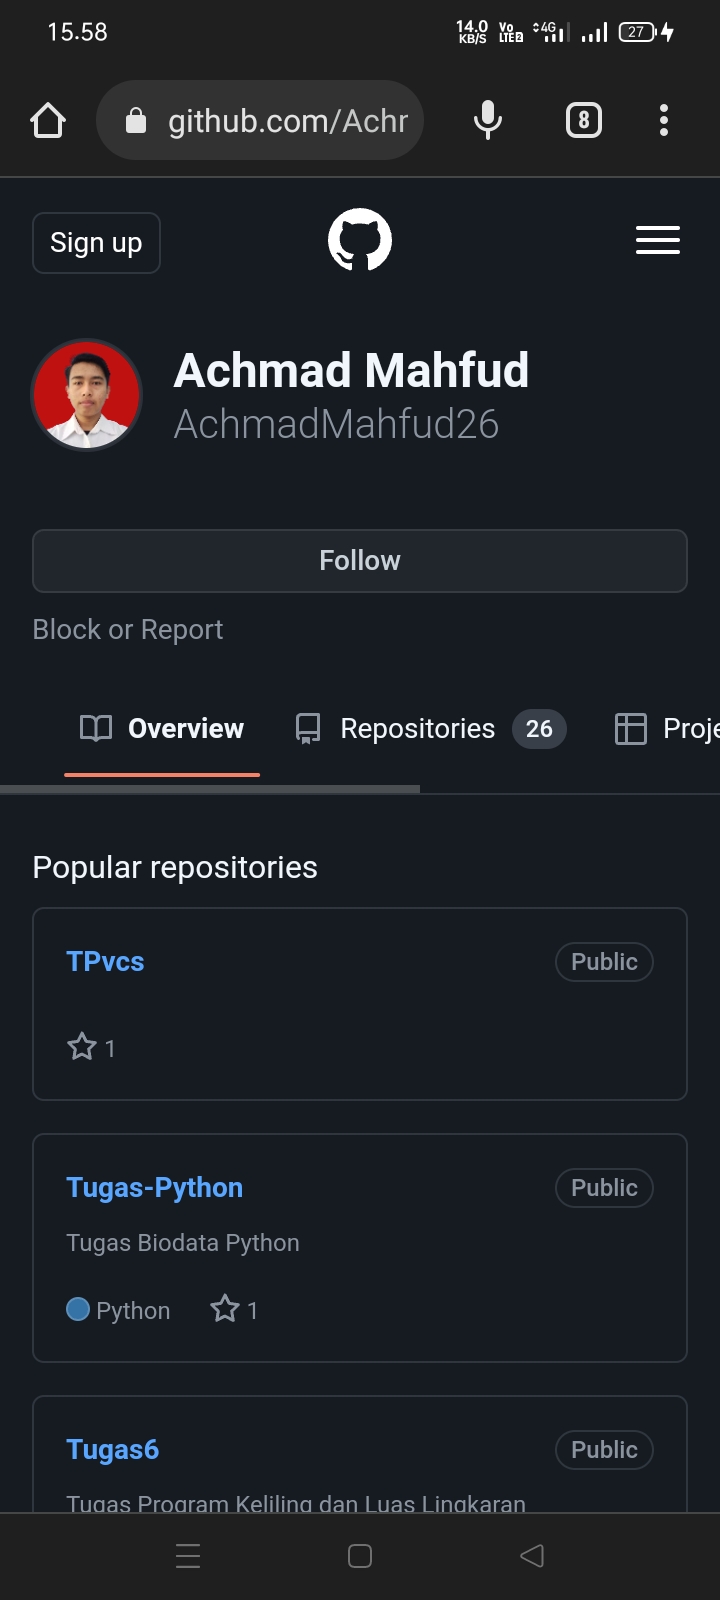 15.58
14.0 KB/S Vo LTE2 4G 27
github.com/Achr
8
Sign up
Achmad Mahfud
AchmadMahfud26
Follow
Block or Report
Overview Repositories 26 Proje
Popular repositories
TPvcs Public
1
Tugas-Python Public
Tugas Biodata Python
Python 1
Tugas6 Public
Tugas Program Keliling dan Luas Lingkaran